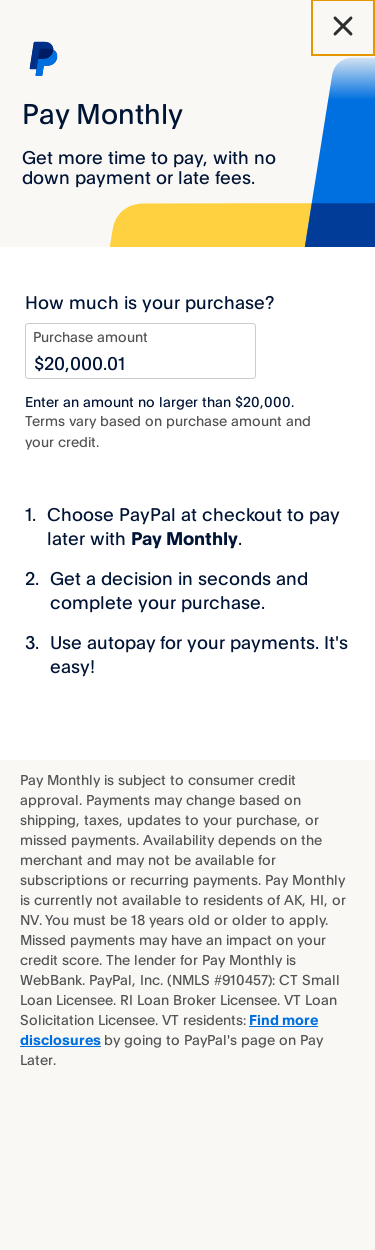 Pay Monthly
Get more time to pay, with no
down payment or late fees.
How much is your purchase?
Purchase amount
$20,000.01
Enter an amount no larger than $20,000.
Terms vary based on purchase amount and
your credit.
1. Choose PayPal at checkout to pay
later with Pay Monthly.
2. Get a decision in seconds and
complete your purchase.
3. Use autopay for your payments. It's
easy!
Pay Monthly is subject to consumer credit
approval. Payments may change based on
shipping, taxes, updates to your purchase, or
missed payments. Availability depends on the
merchant and may not be available for
subscriptions or recurring payments. Pay Monthly
is currently not available to residents of AK, HI, or
NV. You must be 18 years old or older to apply.
Missed payments may have an impact on your
credit score. The lender for Pay Monthly is
WebBank. PayPal, Inc. (NMLS #910457): CT Small
Loan Licensee. RI Loan Broker Licensee. VT Loan
Solicitation Licensee. VT residents: Find more
disclosures by going to PayPal's page on Pay
Later.